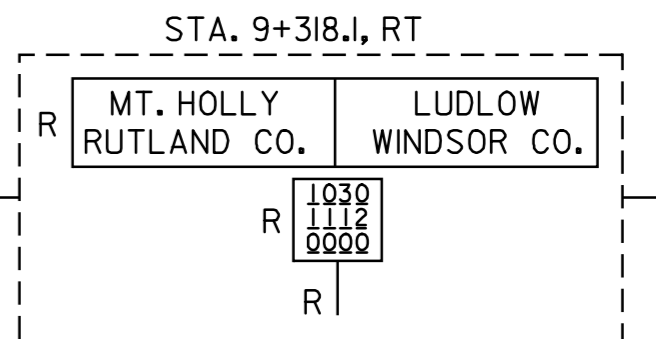 STA. 9+318.1, RT
R
MT. HOLLY LUDLOW
RUTLAND CO. WINDSOR CO.
R
1030
1112
0000
R